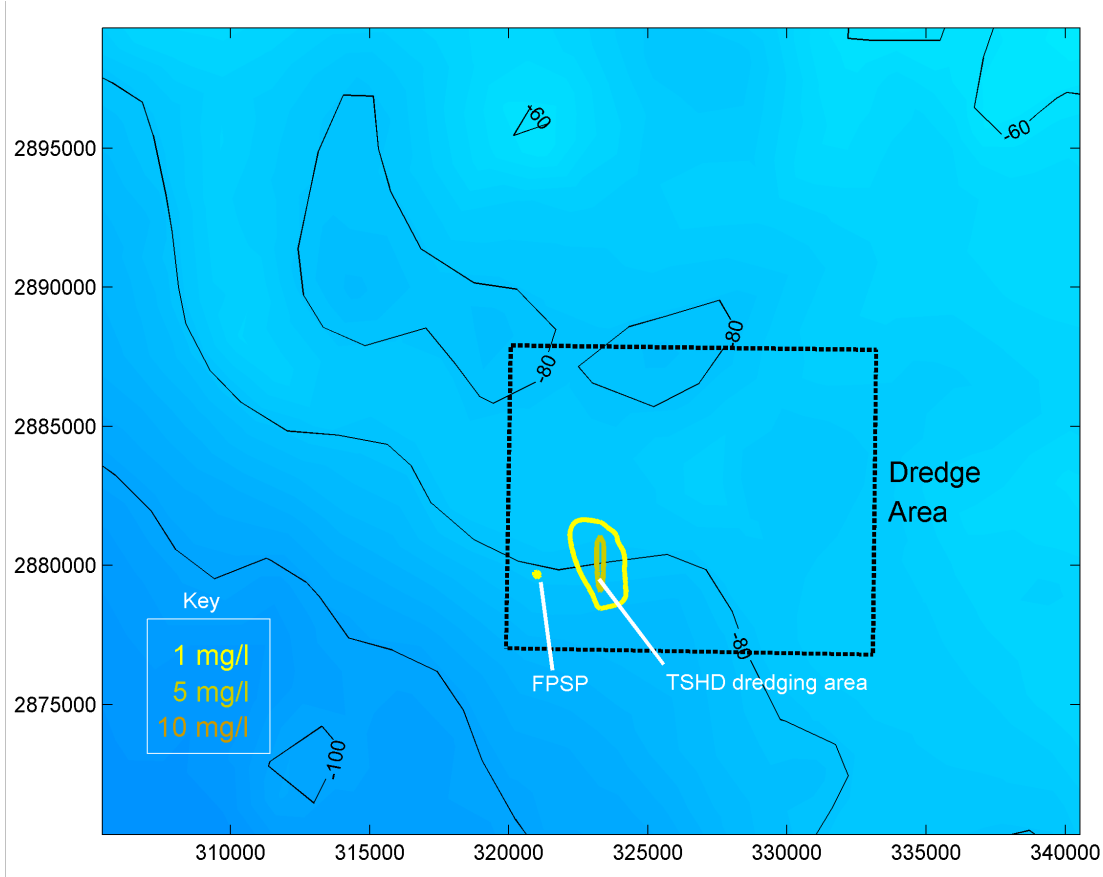 -60
-60
2895000
2890000
-80
-80
2885000
Dredge
Area
2880000
Key
1 mg/l
5 mg/l
10 mg/l
-80
FPSP
TSHD dredging area
2875000
-100
310000 315000 320000 325000 330000 335000 340000